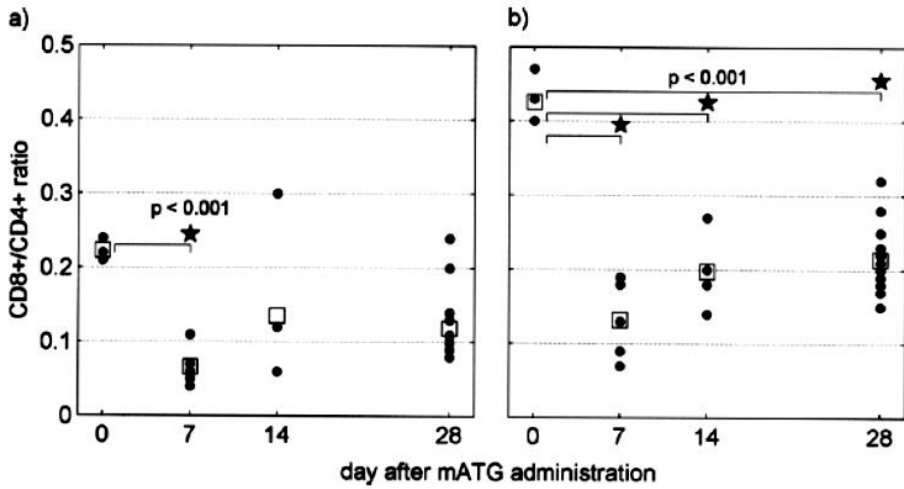 a)
b)
CD8+/CD4+ ratio
0.5
0.4
0.3
0.2
0.1
0
p < 0.001
p < 0.001
0
7
14
28
0
7
14
28
day after mATG administration